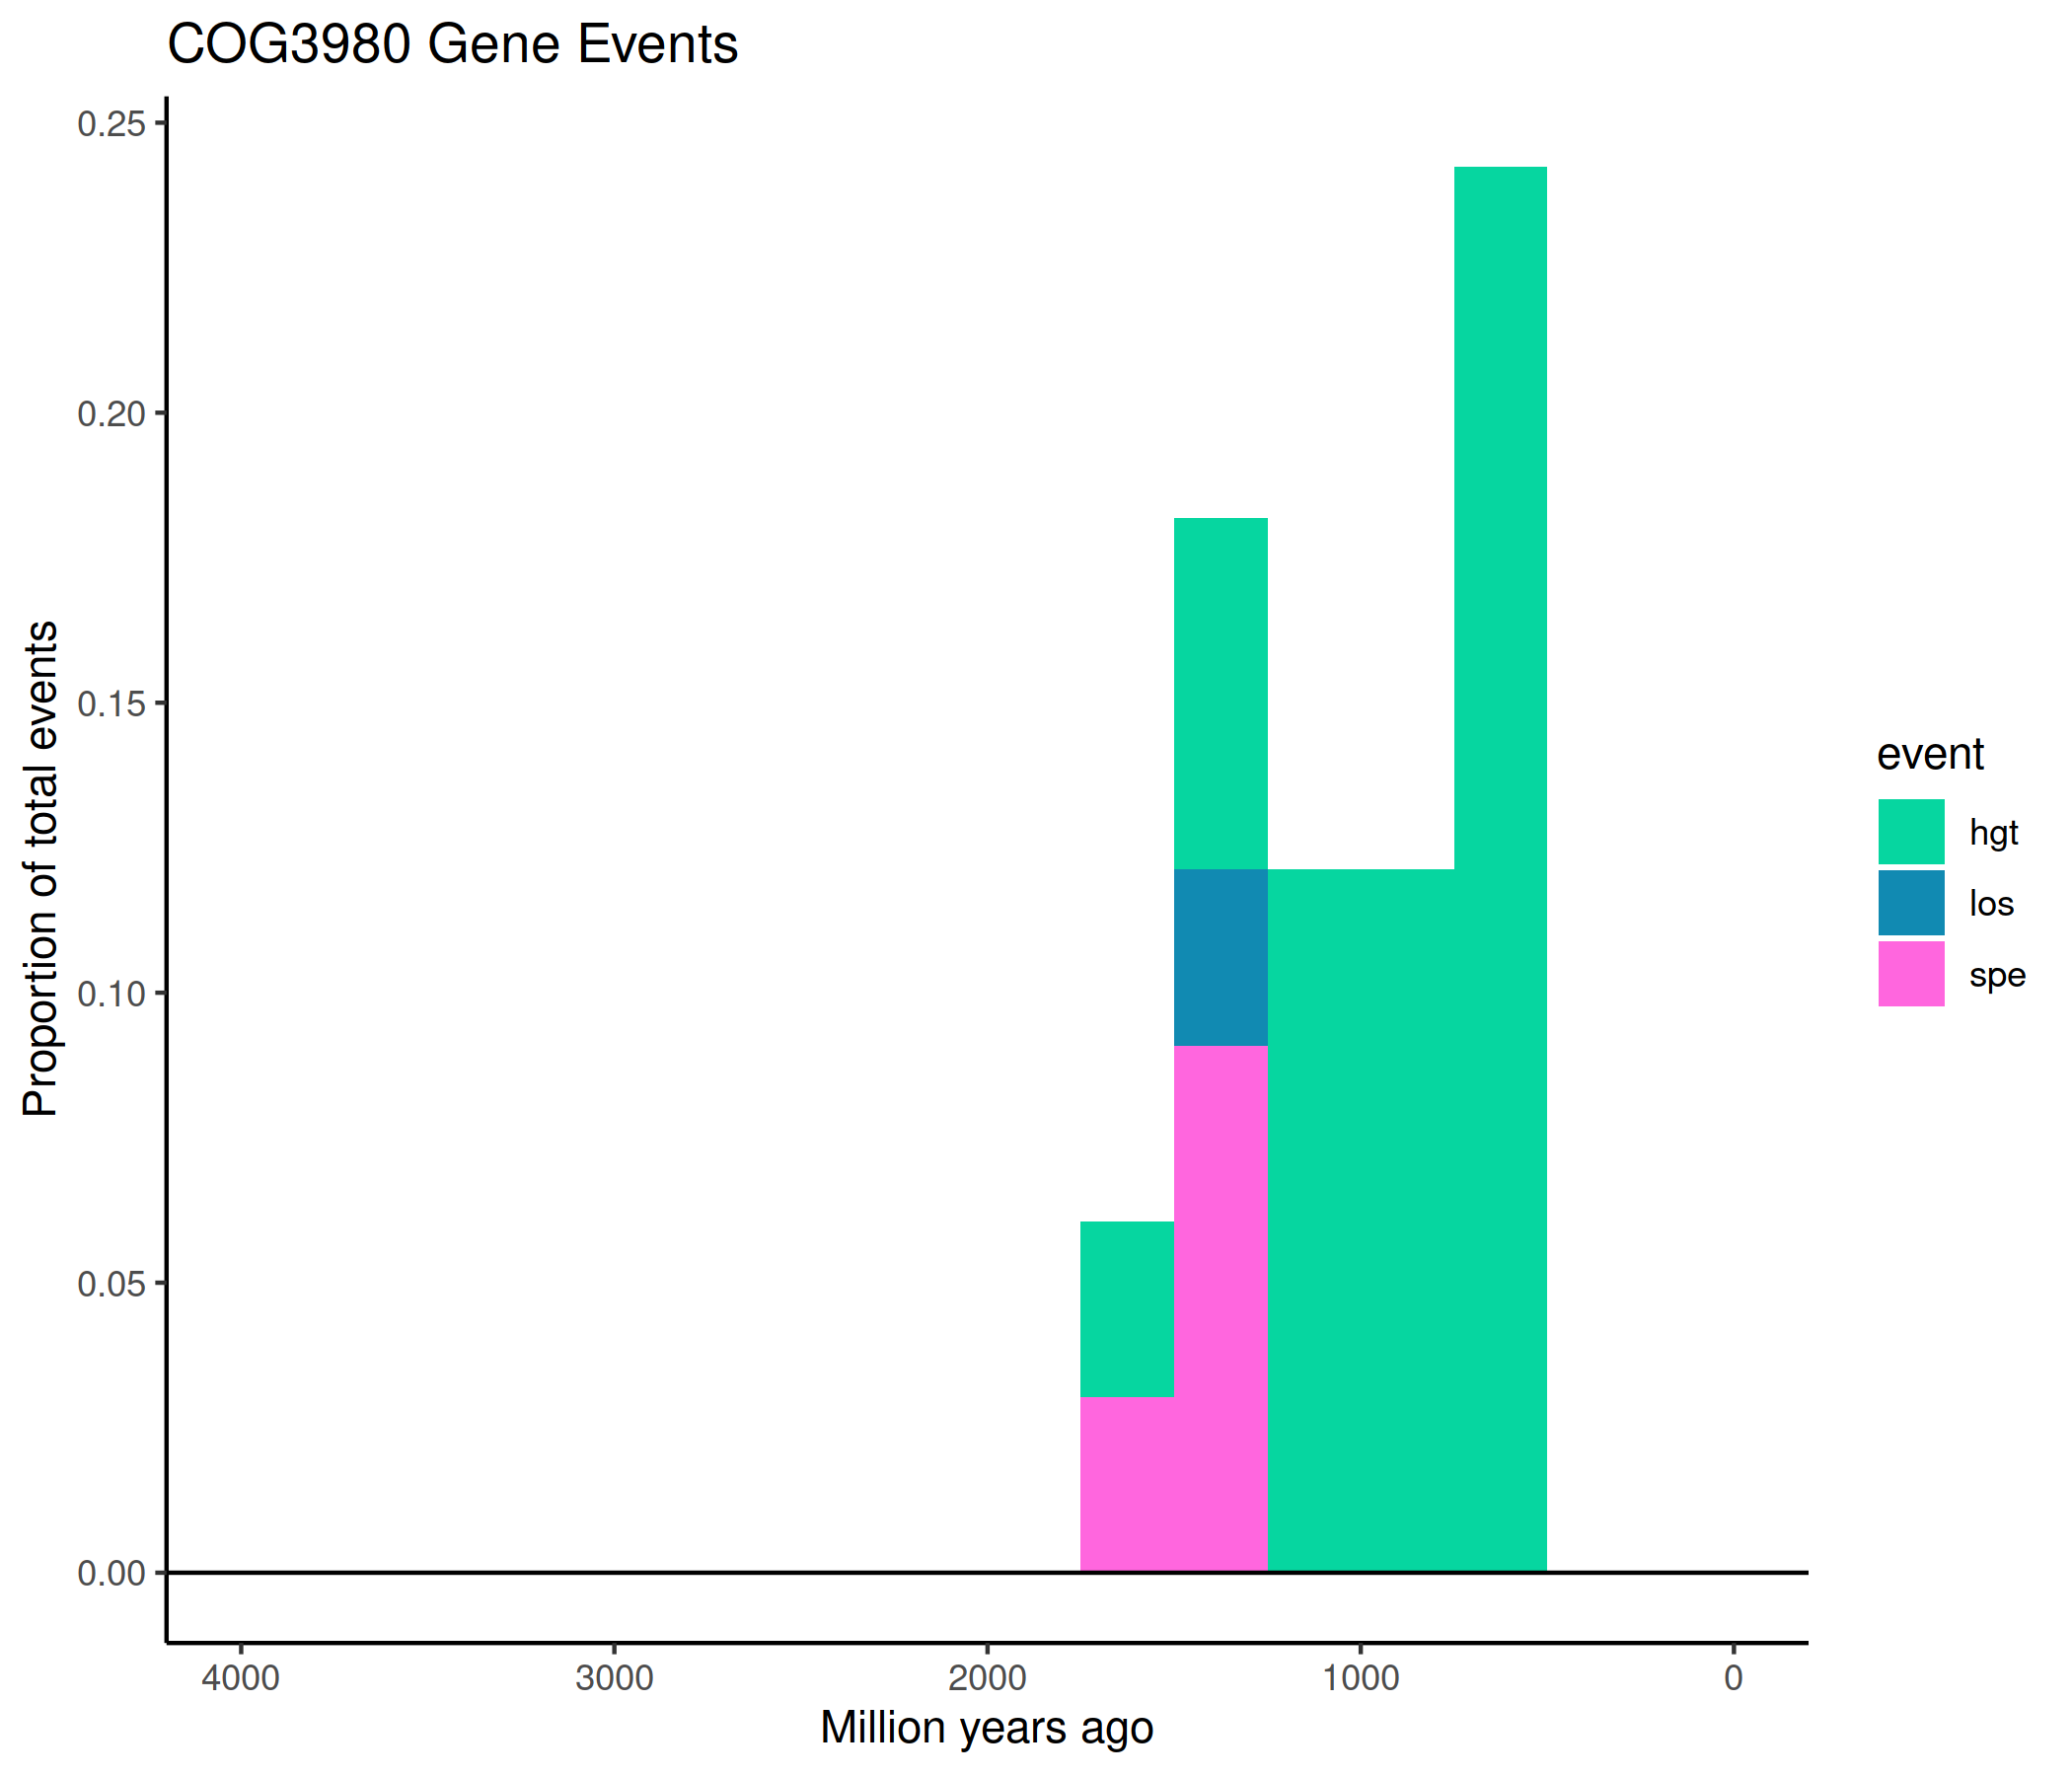 COG3980 Gene Events
0.25
0.20
0.15
0.10
0.05
0.00
Proportion of total events
4000 3000 2000 1000 0
Million years ago
event
hgt
los
spe